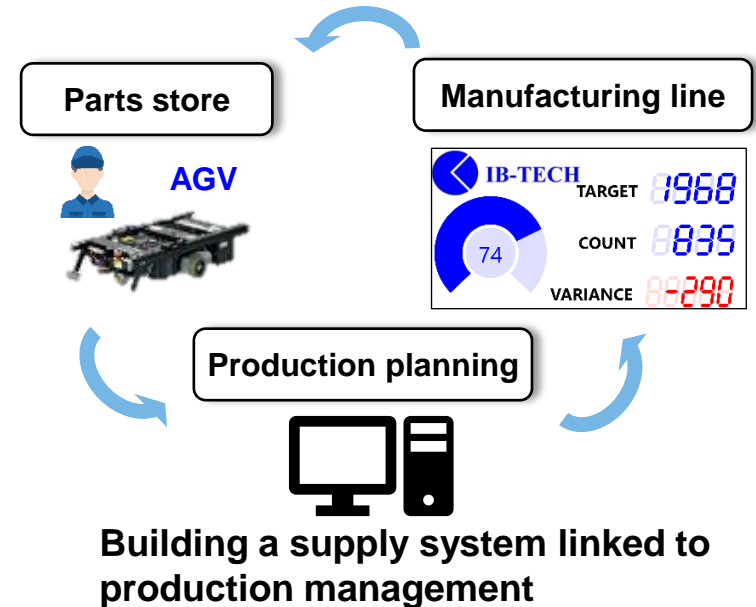 Parts store
Manufacturing line
AGV
IB-TECH
TARGET 1968
COUNT 835
74
VARIANCE -290
Production planning
Building a supply system linked to
production management